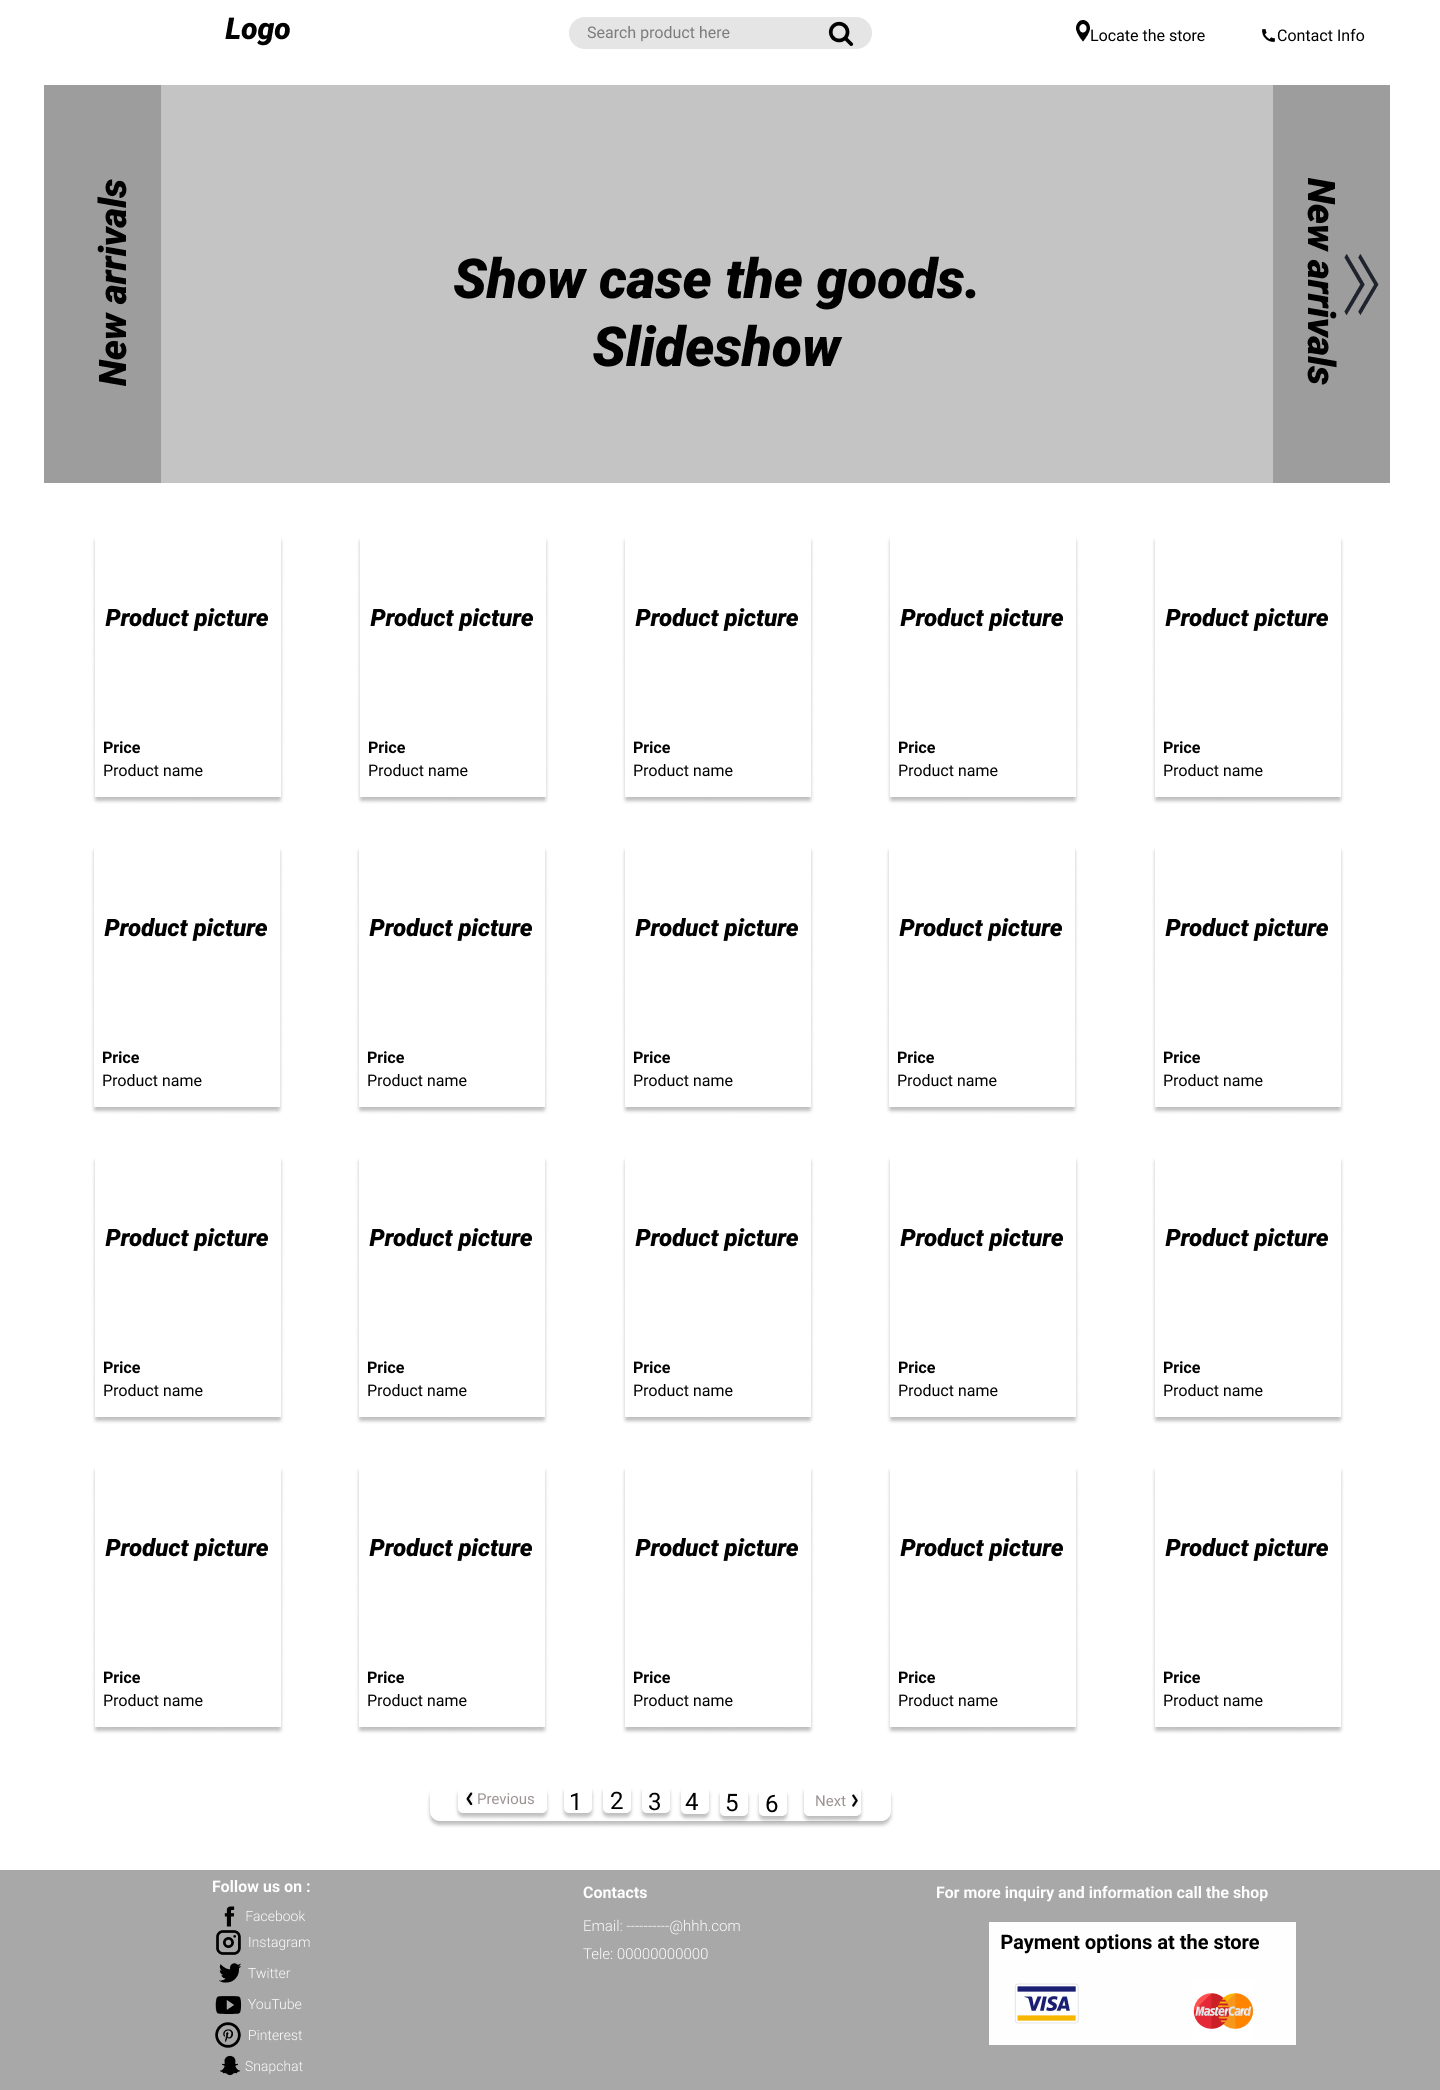 Logo
Search product here
Locate the store
Contact Info
New arrivals
Show case the goods.
Slideshow
New arrivals
Product picture
Price
Product name
Product picture
Price
Product name
Product picture
Price
Product name
Product picture
Price
Product name
Product picture
Price
Product name
Product picture
Price
Product name
Product picture
Price
Product name
Product picture
Price
Product name
Product picture
Price
Product name
Product picture
Price
Product name
Product picture
Price
Product name
Product picture
Price
Product name
Product picture
Price
Product name
Product picture
Price
Product name
Product picture
Price
Product name
Product picture
Price
Product name
Product picture
Price
Product name
Product picture
Price
Product name
Product picture
Price
Product name
Product picture
Price
Product name
Previous 1 2 3 4 5 6 Next
Follow us on :
Facebook
Instagram
Twitter
YouTube
Pinterest
Snapchat
Contacts
Email: ----------@hhh.com
Tele: 00000000000
For more inquiry and information call the shop
Payment options at the store
VISA
MasterCard